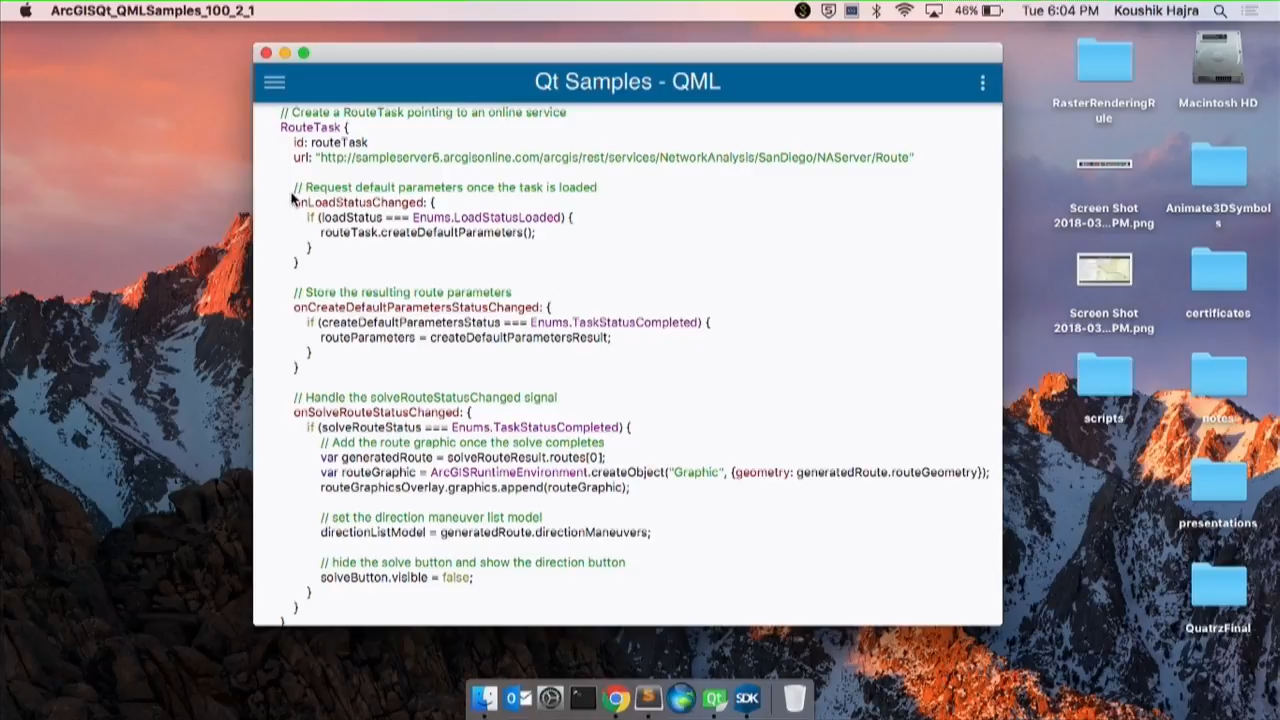 ArcGISQt_QMLSamples_100_2_1
46%
Tue 6:04 PM
Koushik Hajra
Qt Samples - QML
// Create a RouteTask pointing to an online service
RouteTask {
id: routeTask
url: "http://sampleserver6.arcgisonline.com/arcgis/rest/services/NetworkAnalysis/SanDiego/NAServer/Route"
// Request default parameters once the task is loaded
onLoadStatusChanged: {
if (loadStatus === Enums.LoadStatusLoaded) {
routeTask.createDefaultParameters();
}
}
// Store the resulting route parameters
onCreateDefaultParametersStatusChanged: {
if (createDefaultParametersStatus === Enums.TaskStatusCompleted) {
routeParameters = createDefaultParametersResult;
}
}
// Handle the solveRouteStatusChanged signal
onSolveRouteStatusChanged: {
if (solveRouteStatus === Enums.TaskStatusCompleted) {
// Add the route graphic once the solve completes
var generatedRoute = solveRouteResult.routes[0];
var routeGraphic = ArcGISRuntimeEnvironment.createObject("Graphic", {geometry: generatedRoute.routeGeometry});
routeGraphicsOverlay.graphics.append(routeGraphic);
// set the direction maneuver list model
directionListModel = generatedRoute.directionManeuvers;
// hide the solve button and show the direction button
solveButton.visible = false;
}
}
}
RasterRenderingR
ule
Macintosh HD
Screen Shot
2018-03...PM.png
Animate3DSymbol
s
Screen Shot
2018-03...PM.png
certificates
scripts
notes
presentations
QuatrzFinal
Qt
SDK